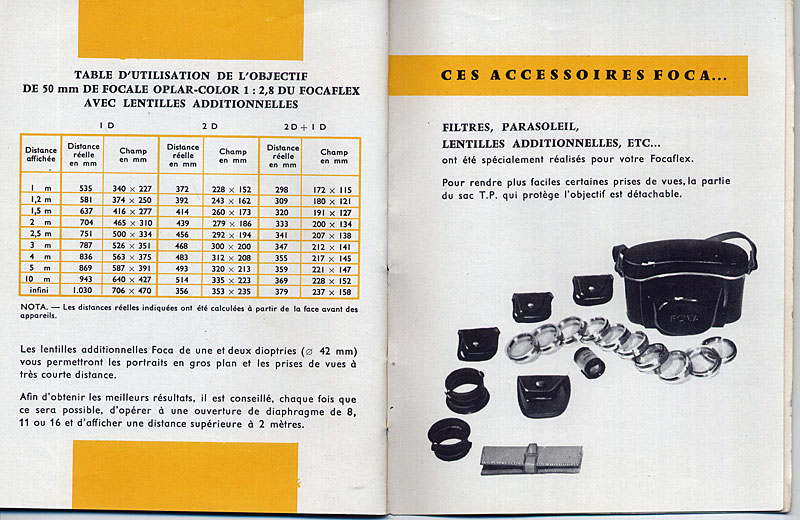 TABLE D'UTILISATION DE L'OBJECTIF
DE 50 mm DE FOCALE OPLAR-COLOR 1 : 2,8 DU FOCAFLEX
AVEC LENTILLES ADDITIONNELLES
1 D 2 D 2 D + 1 D
Distance affichée Distance réelle en mm Champ en mm Distance réelle en mm Champ en mm Distance réelle en mm Champ en mm
1 m 535 340 × 227 372 228 × 152 298 172 × 115
1,2 m 581 374 × 250 392 243 × 162 309 180 × 121
1,5 m 637 416 × 277 414 260 × 173 320 191 × 127
2 m 704 465 × 310 439 279 × 186 333 200 × 134
2,5 m 751 500 × 334 456 292 × 194 341 207 × 138
3 m 787 526 × 351 468 300 × 200 347 212 × 141
4 m 836 563 × 375 483 312 × 208 355 217 × 145
5 m 869 587 × 391 493 320 × 213 359 221 × 147
10 m 943 640 × 427 514 335 × 223 369 228 × 152
infini 1.030 706 × 470 356 353 × 235 379 237 × 158
NOTA. — Les distances réelles indiquées ont été calculées à partir de la face avant des
appareils.
Les lentilles additionnelles Foca de une et deux dioptries (⌀ 42 mm)
vous permettront les portraits en gros plan et les prises de vues à
très courte distance.
Afin d'obtenir les meilleurs résultats, il est conseillé, chaque fois que
ce sera possible, d'opérer à une ouverture de diaphragme de 8,
11 ou 16 et d'afficher une distance supérieure à 2 mètres.
CES ACCESSOIRES FOCA...
FILTRES, PARASOLEIL,
LENTILLES ADDITIONNELLES, ETC...
ont été spécialement réalisés pour votre Focaflex.
Pour rendre plus faciles certaines prises de vues, la partie
du sac T.P. qui protège l'objectif est détachable.
FOCA